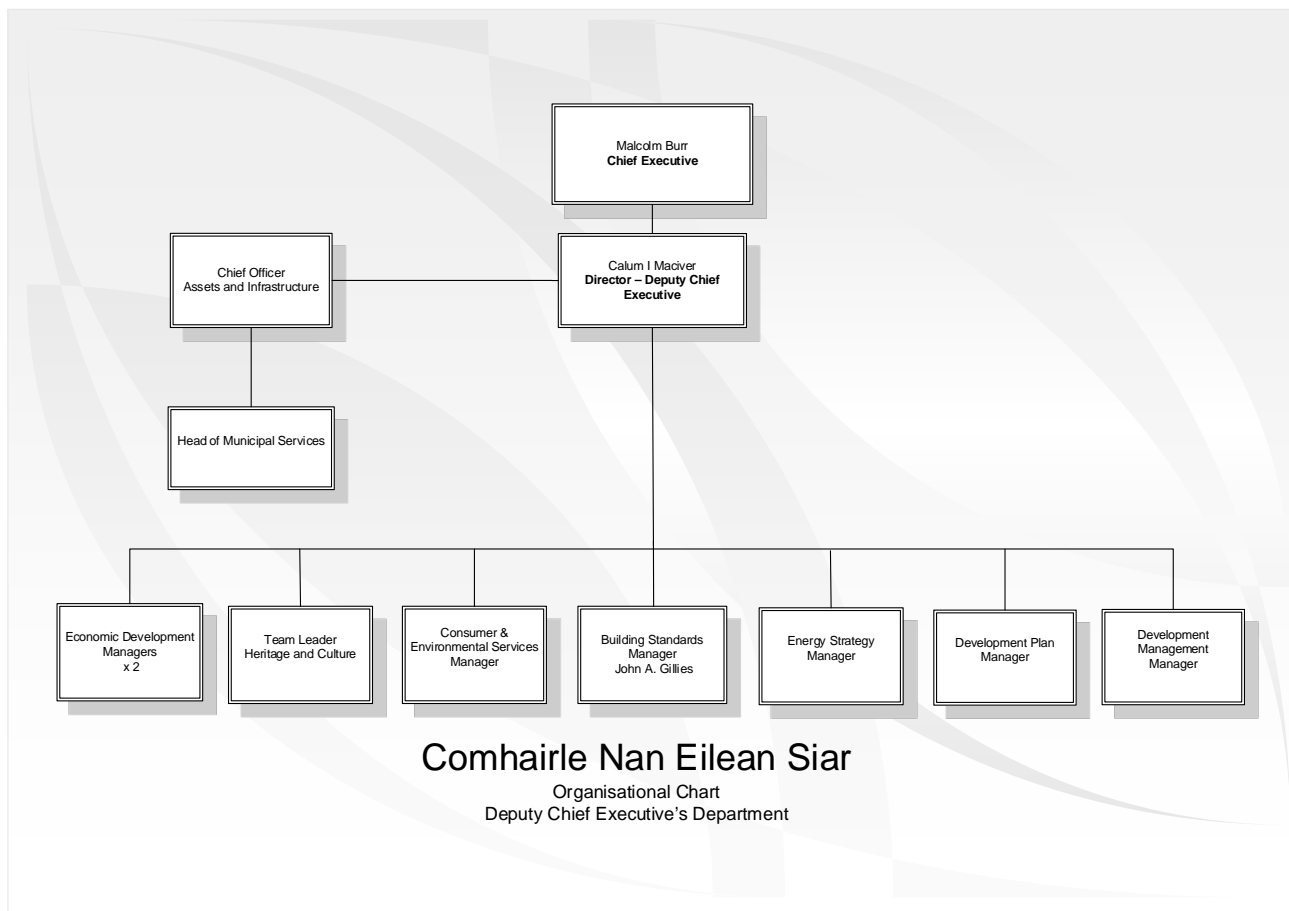 Malcolm Burr
Chief Executive
Chief Officer
Assets and Infrastructure
Calum I Maciver
Director – Deputy Chief
Executive
Head of Municipal Services
Economic Development
Managers
x 2
Team Leader
Heritage and Culture
Consumer &
Environmental Services
Manager
Building Standards
Manager
John A. Gillies
Energy Strategy
Manager
Development Plan
Manager
Development
Management
Manager
Comhairle Nan Eilean Siar
Organisational Chart
Deputy Chief Executive’s Department